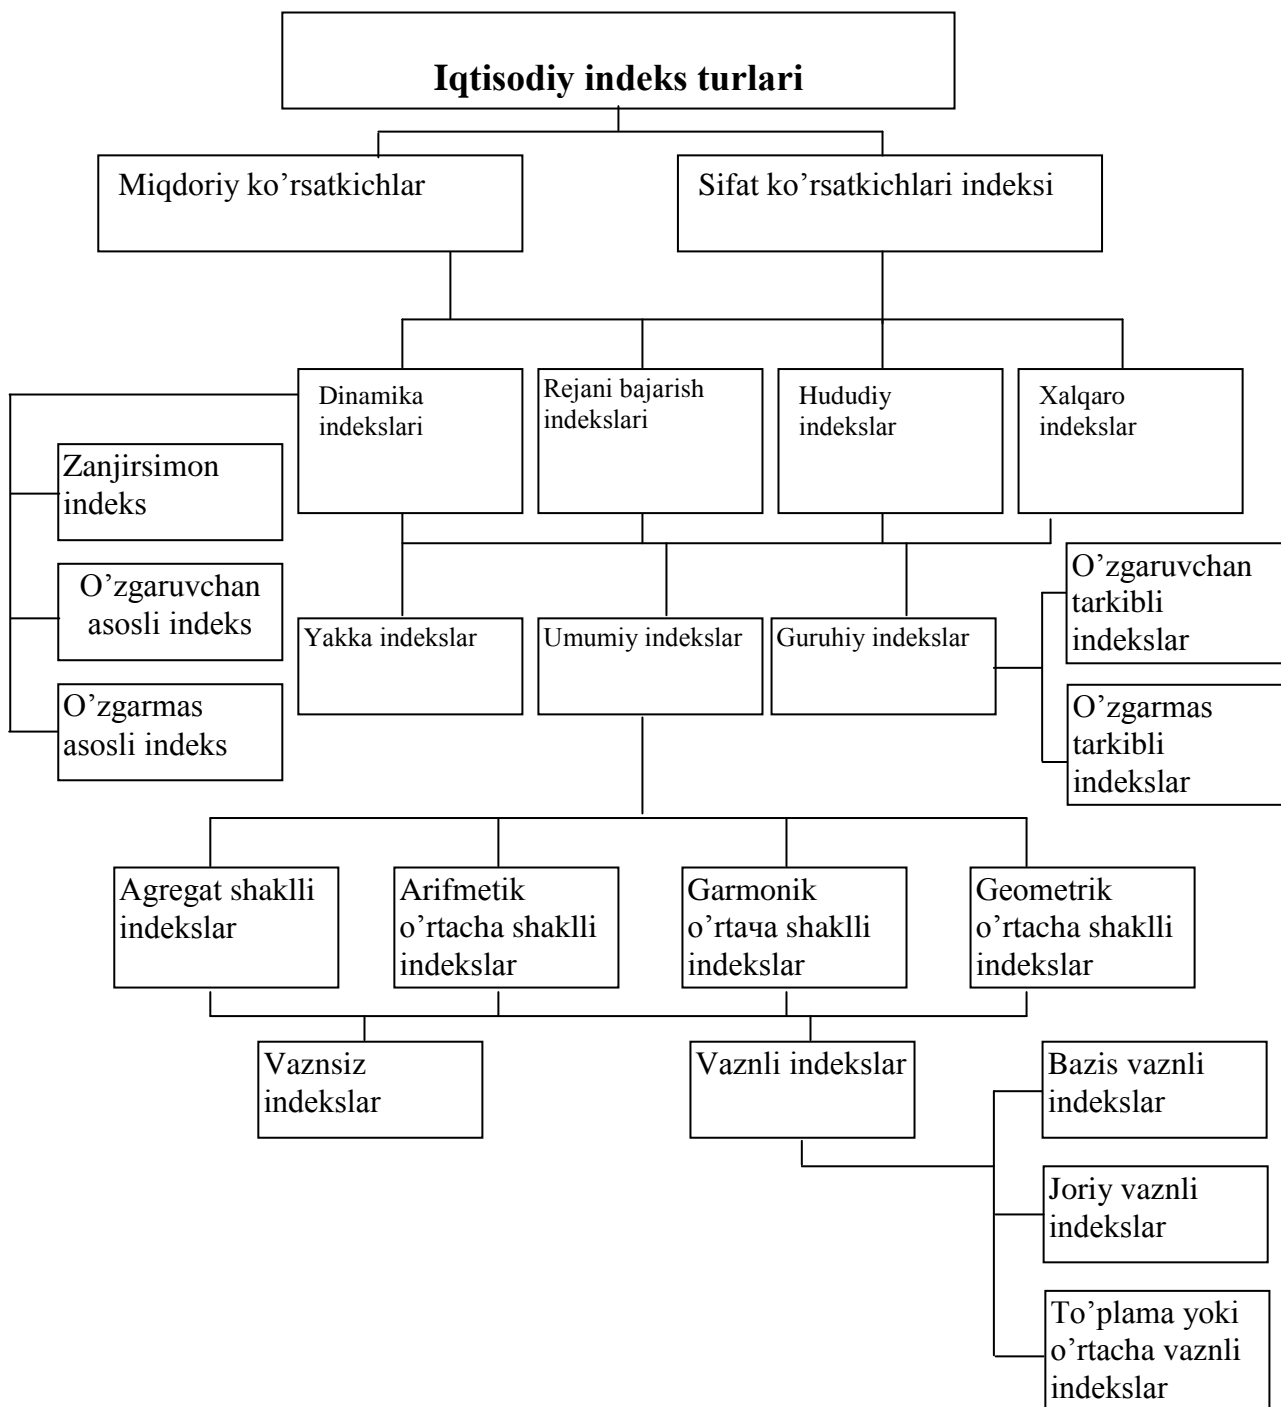 Iqtisodiy indeks turlari
Miqdoriy ko’rsatkichlar
Sifat ko’rsatkichlari indeksi
Dinamika
indekslari
Rejani bajarish
indekslari
Hududiy
indekslar
Xalqaro
indekslar
Zanjirsimon
indeks
O’zgaruvchan
asosli indeks
O’zgarmas
asosli indeks
Yakka indekslar
Umumiy indekslar
Guruhiy indekslar
O’zgaruvchan
tarkibli
indekslar
O’zgarmas
tarkibli
indekslar
Agregat shaklli
indekslar
Arifmetik
o’rtacha shaklli
indekslar
Garmonik
o’rtача shaklli
indekslar
Geometrik
o’rtacha shaklli
indekslar
Vaznsiz
indekslar
Vaznli indekslar
Bazis vaznli
indekslar
Joriy vaznli
indekslar
To’plama yoki
o’rtacha vaznli
indekslar